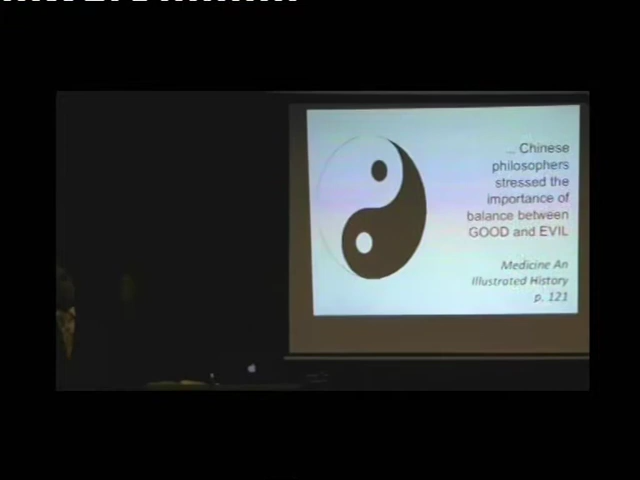 ... Chinese
philosophers
stressed the
importance of
balance between
GOOD and EVIL
Medicine An
Illustrated History
p. 121